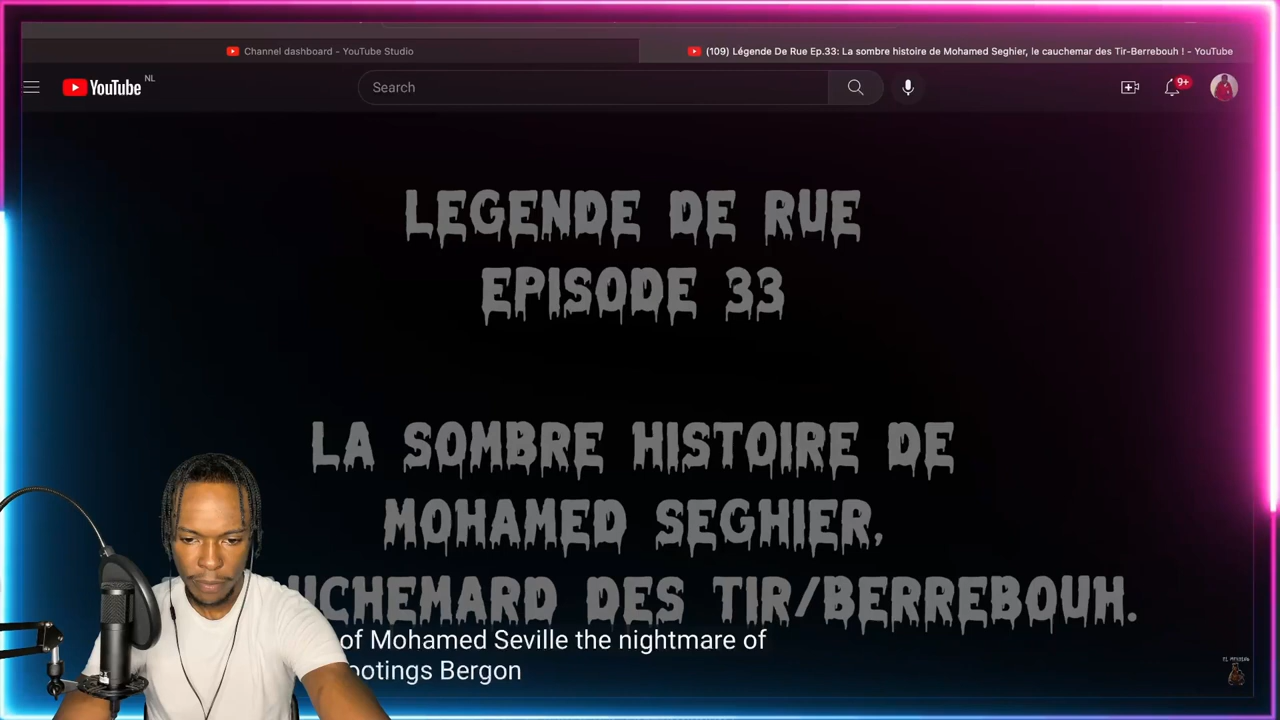 Channel dashboard - YouTube Studio
(109) Légende De Rue Ep.33: La sombre histoire de Mohamed Seghier, le cauchemar des Tir-Berrebouh ! - YouTube
YouTube NL
Search
9+
LEGENDE DE RUE
EPISODE 33
LA SOMBRE HISTOIRE DE
MOHAMED SEGHIER,
UCHEMARD DES TIR/BERREBOUH.
of Mohamed Seville the nightmare of
ootings Bergon